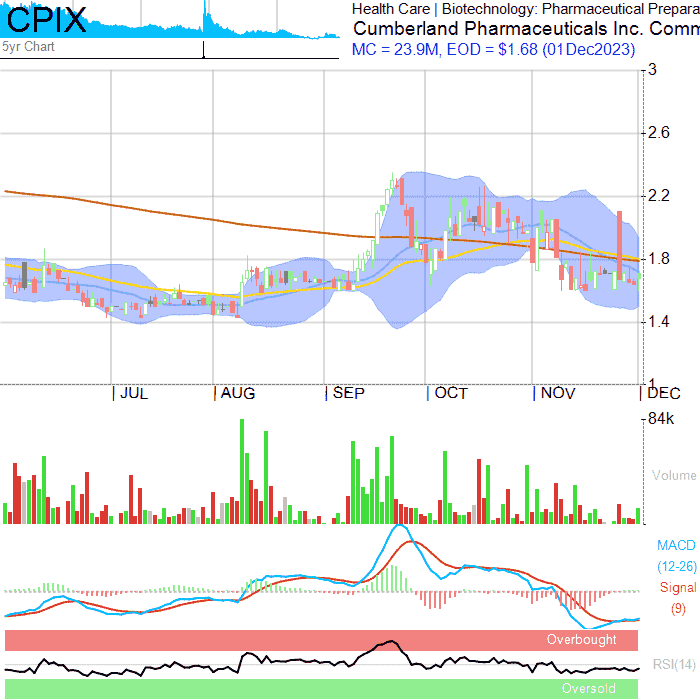 CPIX
5yr Chart
Health Care | Biotechnology: Pharmaceutical Prepara
Cumberland Pharmaceuticals Inc. Comm
MC = 23.9M, EOD = $1.68 (01Dec2023)
3
2.6
2.2
1.8
1.4
1
| JUL | AUG | SEP | OCT | NOV | DEC
84k
Volume
MACD
(12-26)
Signal
(9)
Overbought
RSI(14)
Oversold